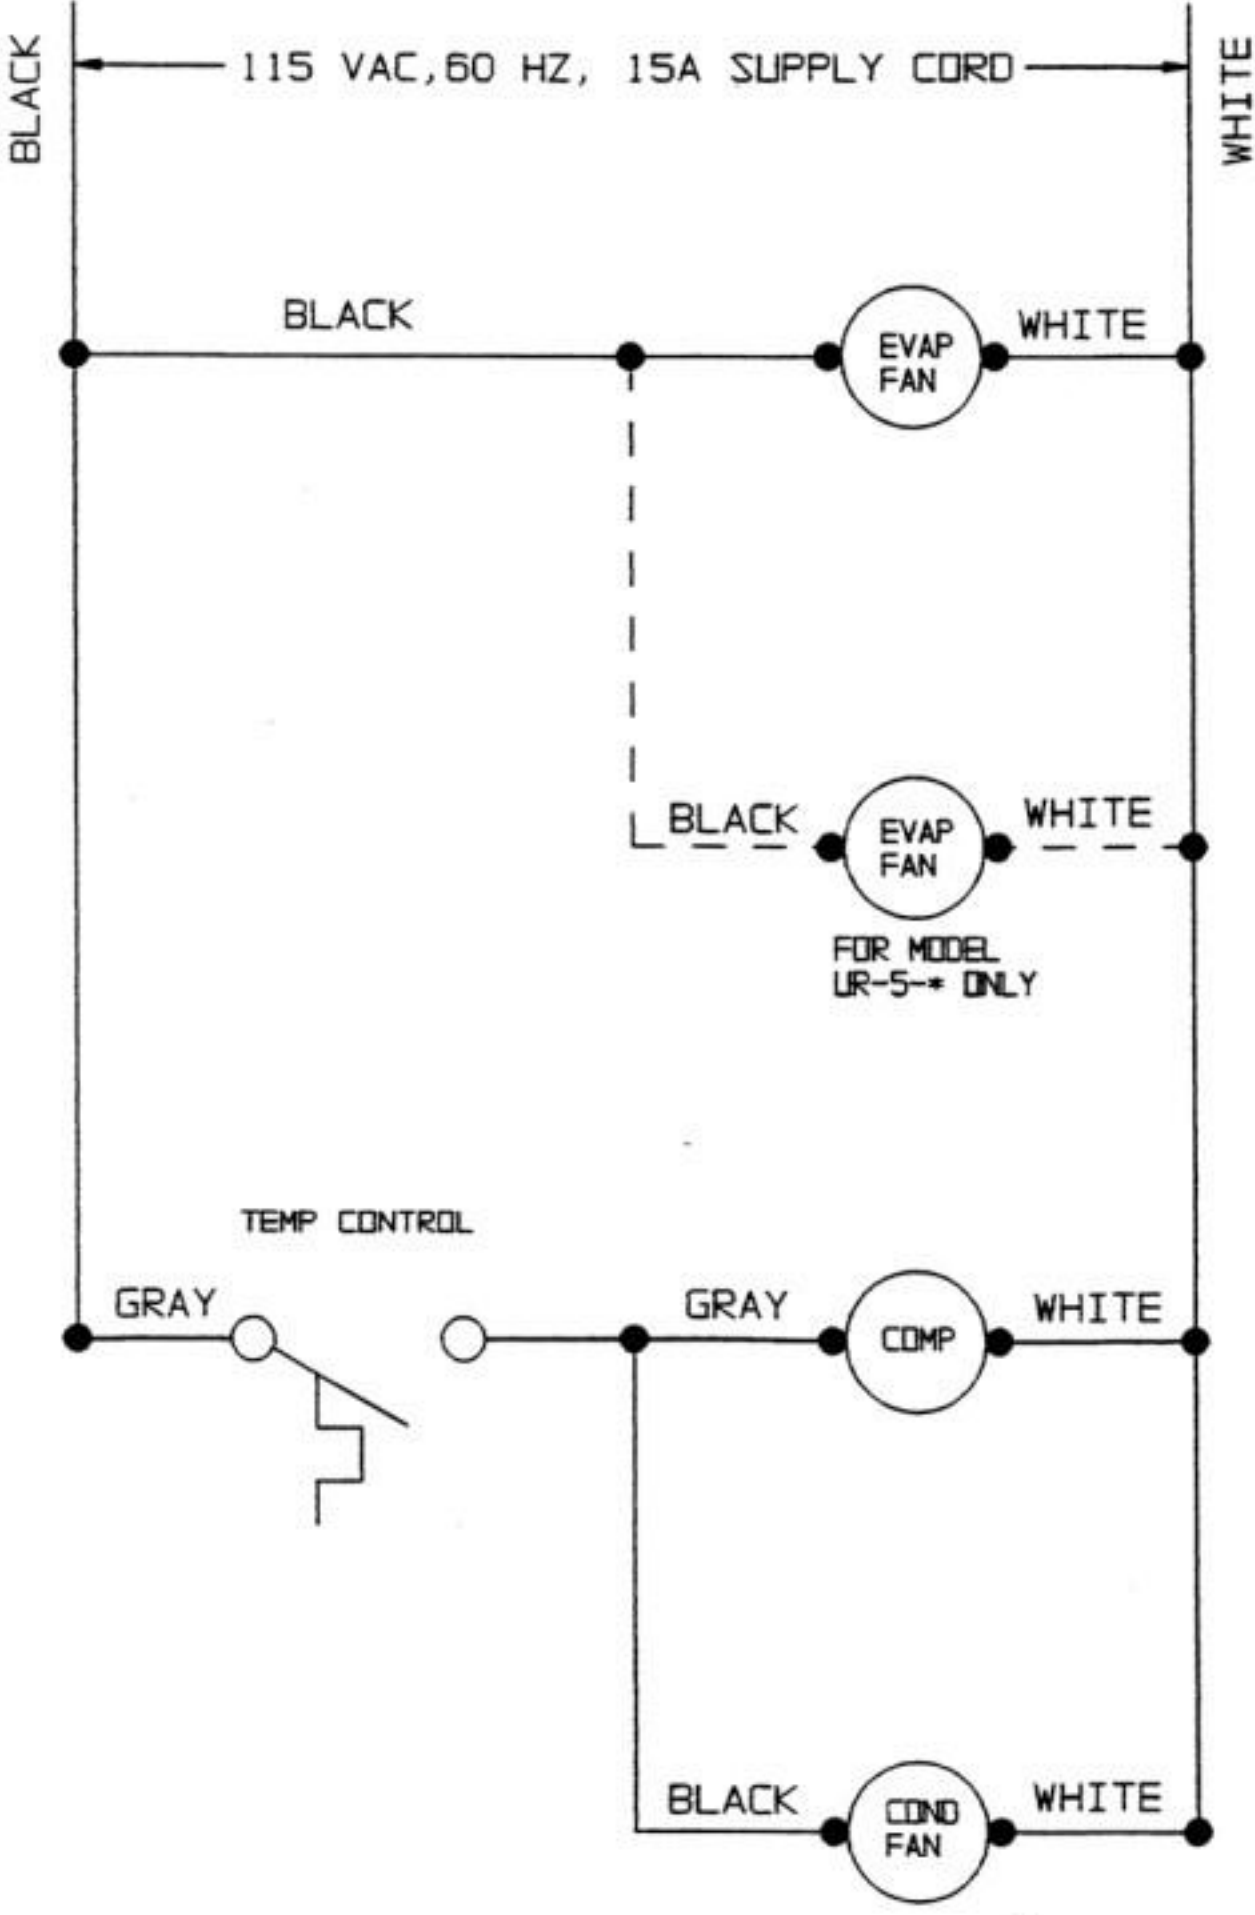 BLACK
115 VAC, 60 HZ, 15A SUPPLY CORD
WHITE
BLACK
EVAP
FAN
WHITE
BLACK
EVAP
FAN
WHITE
FOR MODEL
UR-5-* ONLY
TEMP CONTROL
GRAY
GRAY
COMP
WHITE
BLACK
COND
FAN
WHITE